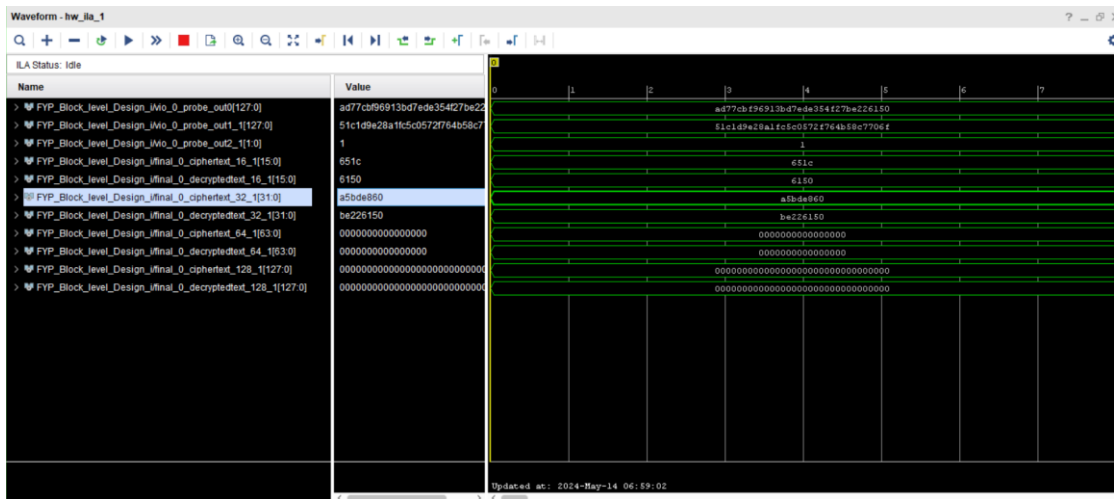 Waveform - hw_ila_1
ILA Status: Idle
Name Value
0
0 1 2 3 4 5 6 7
FYP_Block_level_Design_i/vio_0_probe_out0[127:0] ad77cbf96913bd7ede354f27be22 ad77cbf96913bd7ede354f27be226150
FYP_Block_level_Design_i/vio_0_probe_out1_1[127:0] 51c1d9e28a1fc5c0572f764b58c7 51c1d9e28a1fc5c0572f764b58c7706f
FYP_Block_level_Design_i/vio_0_probe_out2_1[1:0] 1 1
FYP_Block_level_Design_i/final_0_ciphertext_16_1[15:0] 651c 651c
FYP_Block_level_Design_i/final_0_decryptedtext_16_1[15:0] 6150 6150
FYP_Block_level_Design_i/final_0_ciphertext_32_1[31:0] a5bde860 a5bde860
FYP_Block_level_Design_i/final_0_decryptedtext_32_1[31:0] be226150 be226150
FYP_Block_level_Design_i/final_0_ciphertext_64_1[63:0] 0000000000000000 0000000000000000
FYP_Block_level_Design_i/final_0_decryptedtext_64_1[63:0] 0000000000000000 0000000000000000
FYP_Block_level_Design_i/final_0_ciphertext_128_1[127:0] 0000000000000000000000000000 00000000000000000000000000000000
FYP_Block_level_Design_i/final_0_decryptedtext_128_1[127:0] 0000000000000000000000000000 00000000000000000000000000000000
Updated at: 2024-May-14 06:59:02